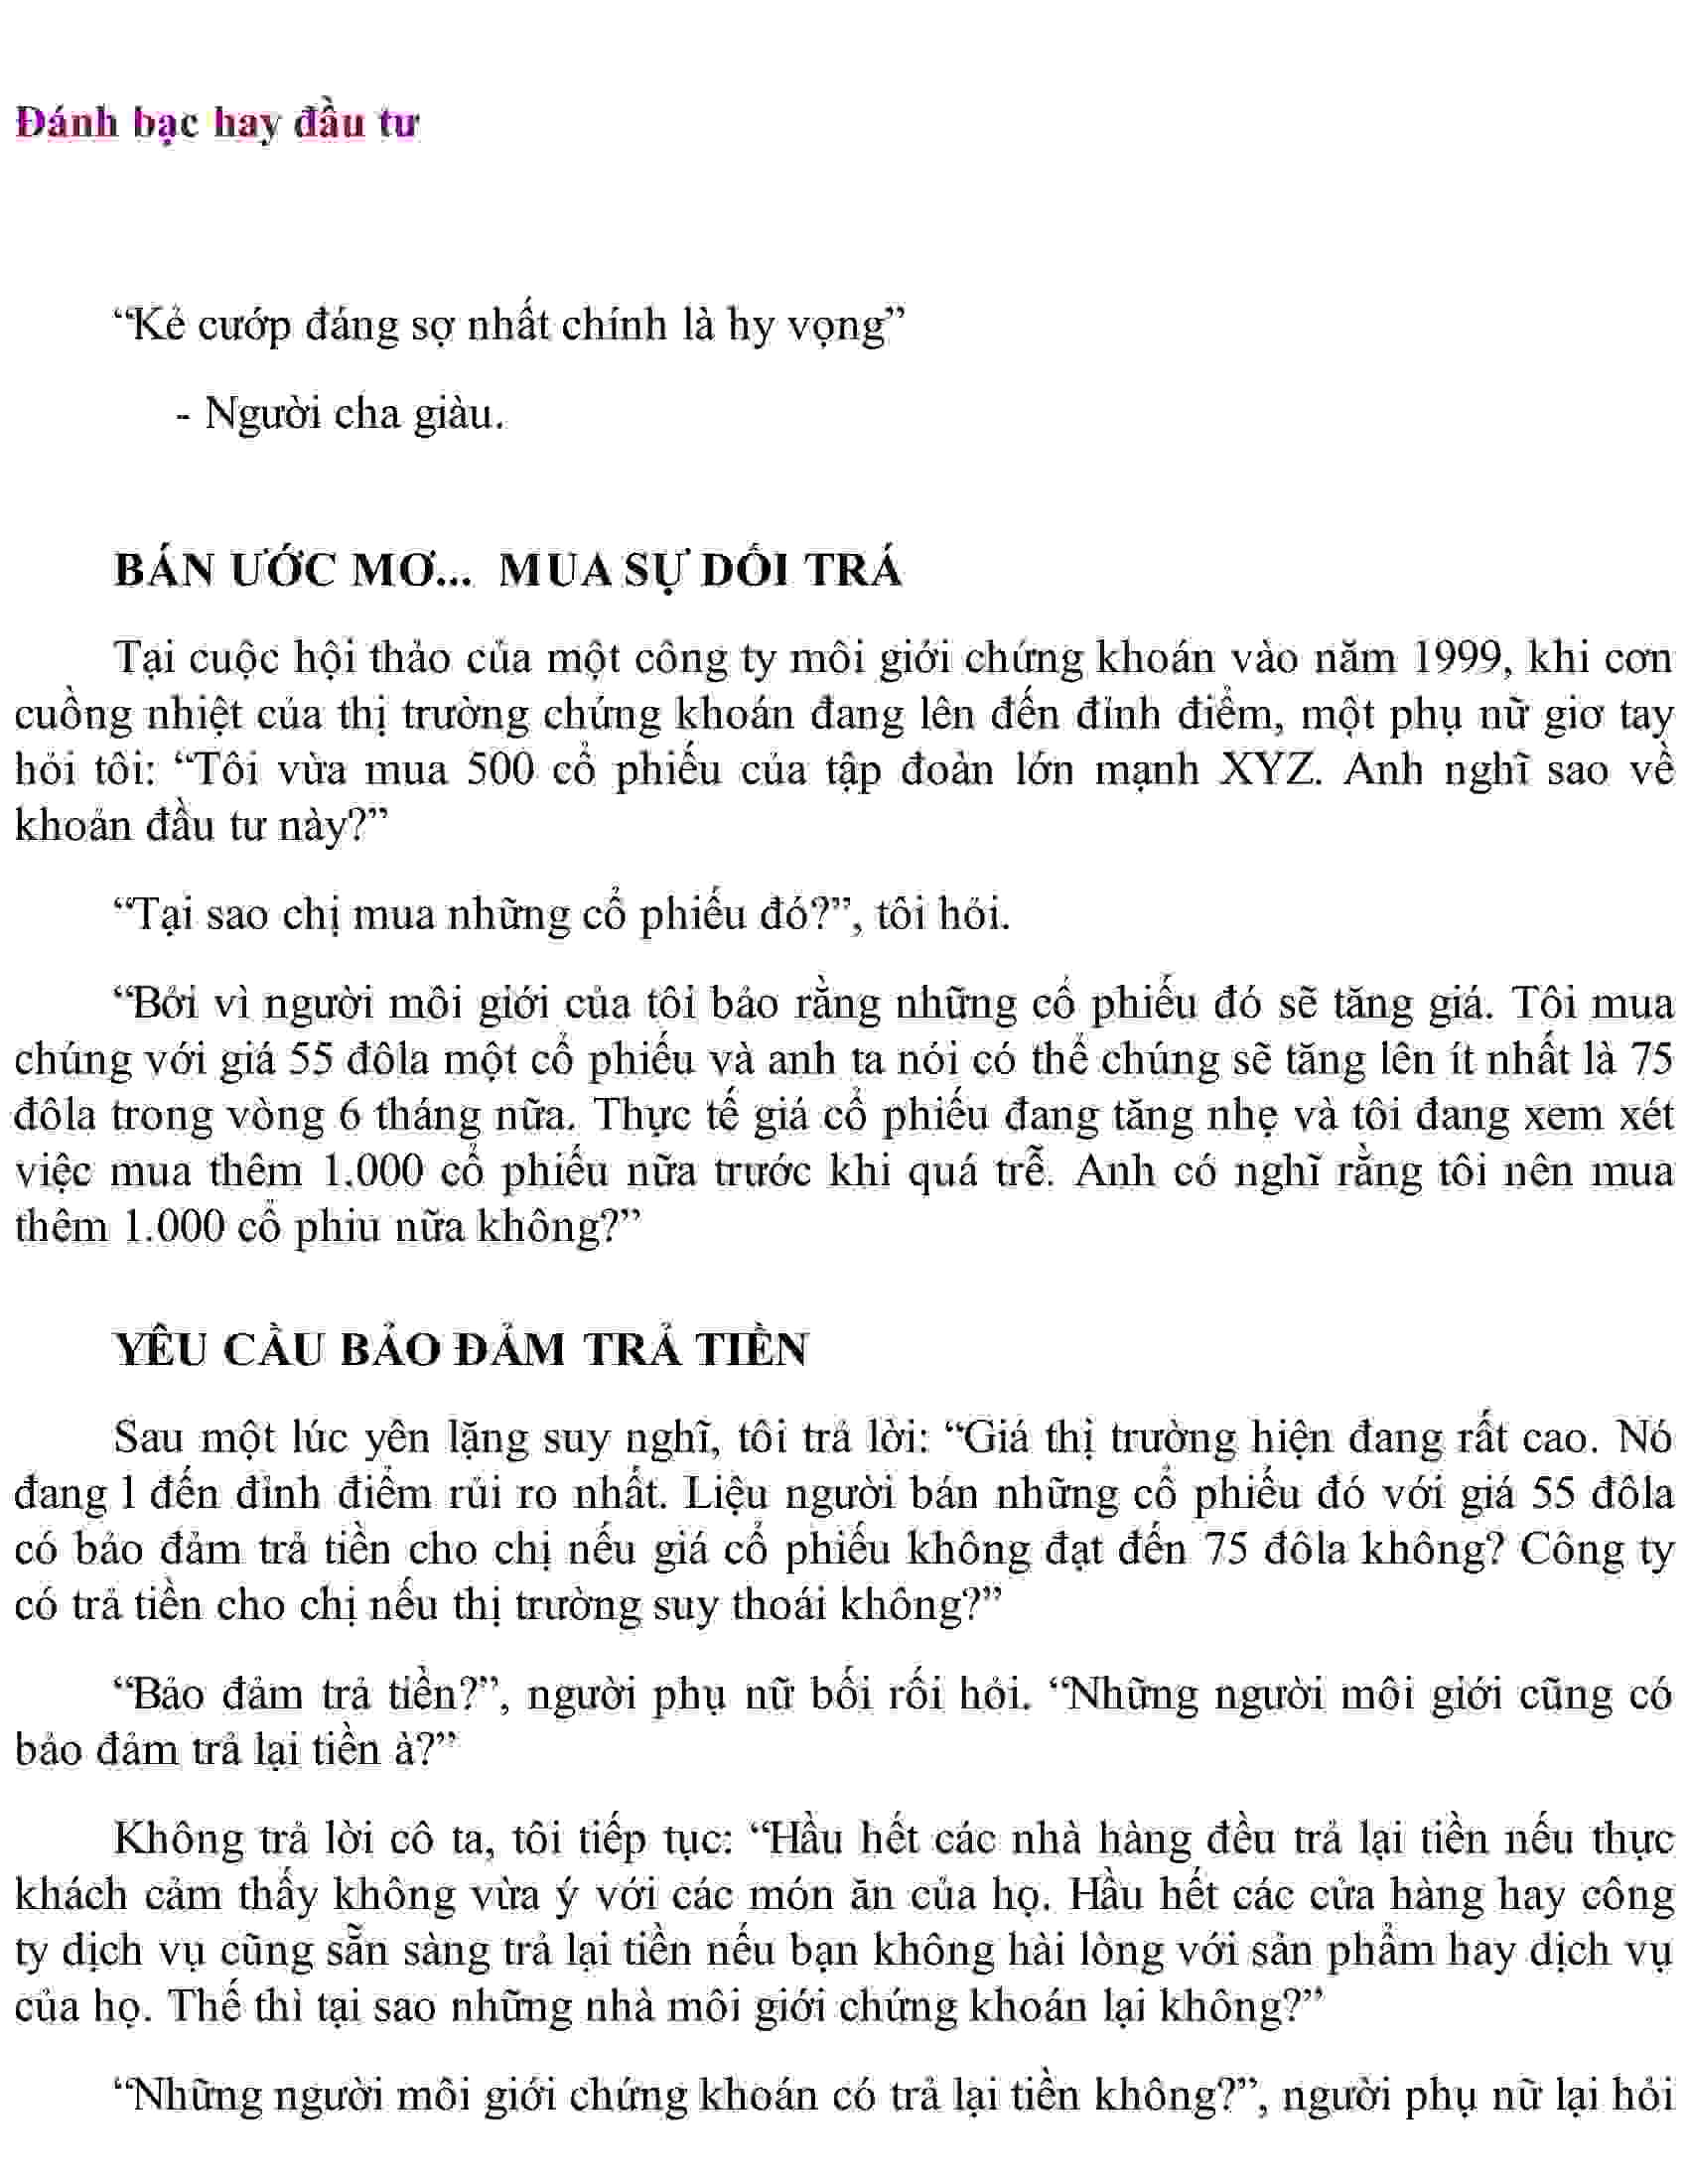 Đánh bạc hay đầu tư
“Kẻ cướp đáng sợ nhất chính là hy vọng”
- Người cha giàu.
BÁN ƯỚC MƠ... MUA SỰ DỐI TRÁ
Tại cuộc hội thảo của một công ty môi giới chứng khoán vào năm 1999, khi cơn
cuồng nhiệt của thị trường chứng khoán đang lên đến đỉnh điểm, một phụ nữ giơ tay
hỏi tôi: “Tôi vừa mua 500 cổ phiếu của tập đoàn lớn mạnh XYZ. Anh nghĩ sao về
khoản đầu tư này?”
“Tại sao chị mua những cổ phiếu đó?”, tôi hỏi.
“Bởi vì người môi giới của tôi bảo rằng những cổ phiếu đó sẽ tăng giá. Tôi mua
chúng với giá 55 đôla một cổ phiếu và anh ta nói có thể chúng sẽ tăng lên ít nhất là 75
đôla trong vòng 6 tháng nữa. Thực tế giá cổ phiếu đang tăng nhẹ và tôi đang xem xét
việc mua thêm 1.000 cổ phiếu nữa trước khi quá trễ. Anh có nghĩ rằng tôi nên mua
thêm 1.000 cổ phiu nữa không?”
YÊU CẦU BẢO ĐẢM TRẢ TIỀN
Sau một lúc yên lặng suy nghĩ, tôi trả lời: “Giá thị trường hiện đang rất cao. Nó
đang l đến đỉnh điểm rủi ro nhất. Liệu người bán những cổ phiếu đó với giá 55 đôla
có bảo đảm trả tiền cho chị nếu giá cổ phiếu không đạt đến 75 đôla không? Công ty
có trả tiền cho chị nếu thị trường suy thoái không?”
“Bảo đảm trả tiền?”, người phụ nữ bối rối hỏi. “Những người môi giới cũng có
bảo đảm trả lại tiền à?”
Không trả lời cô ta, tôi tiếp tục: “Hầu hết các nhà hàng đều trả lại tiền nếu thực
khách cảm thấy không vừa ý với các món ăn của họ. Hầu hết các cửa hàng hay công
ty dịch vụ cũng sẵn sàng trả lại tiền nếu bạn không hài lòng với sản phẩm hay dịch vụ
của họ. Thế thì tại sao những nhà môi giới chứng khoán lại không?”
“Những người môi giới chứng khoán có trả lại tiền không?”, người phụ nữ lại hỏi